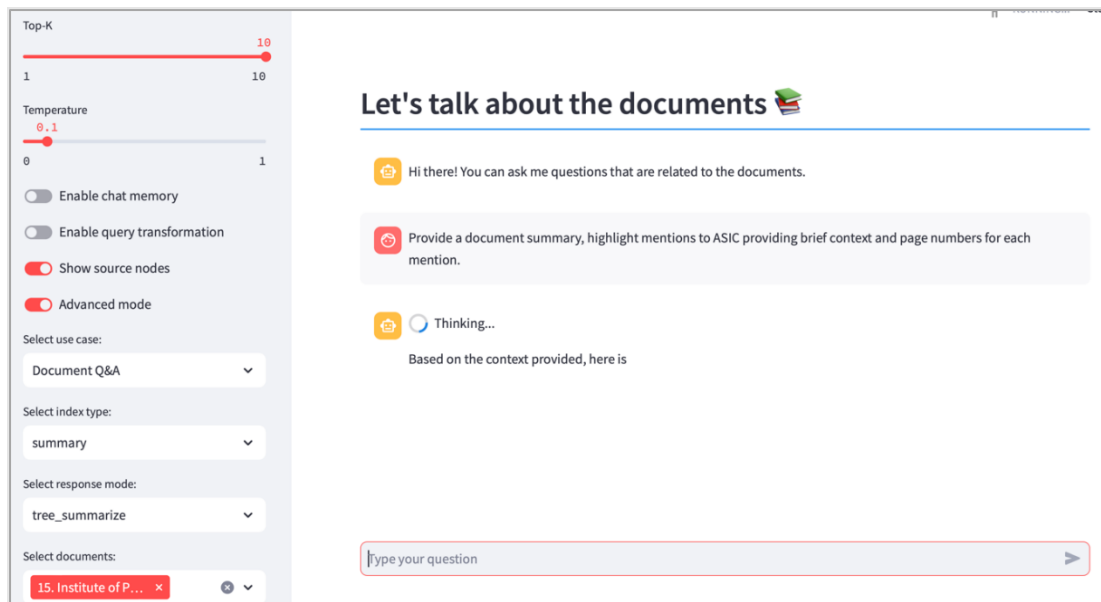 Top-K
10
1 10
Temperature
0.1
0 1
Enable chat memory
Enable query transformation
Show source nodes
Advanced mode
Select use case:
Document Q&A
Select index type:
summary
Select response mode:
tree_summarize
Select documents:
15. Institute of P... ×
Let's talk about the documents
Hi there! You can ask me questions that are related to the documents.
Provide a document summary, highlight mentions to ASIC providing brief context and page numbers for each
mention.
Thinking...
Based on the context provided, here is
Type your question